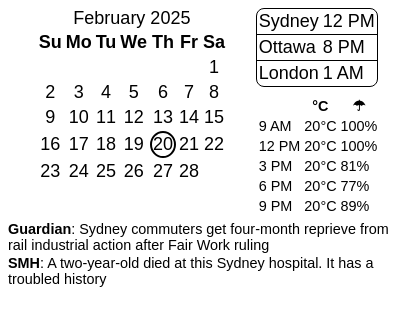 February 2025
Su Mo Tu We Th Fr Sa
1
2 3 4 5 6 7 8
9 10 11 12 13 14 15
16 17 18 19 20 21 22
23 24 25 26 27 28
Sydney 12 PM
Ottawa 8 PM
London 1 AM
°C ☂
9 AM 20°C 100%
12 PM 20°C 100%
3 PM 20°C 81%
6 PM 20°C 77%
9 PM 20°C 89%
Guardian: Sydney commuters get four-month reprieve from
rail industrial action after Fair Work ruling
SMH: A two-year-old died at this Sydney hospital. It has a
troubled history